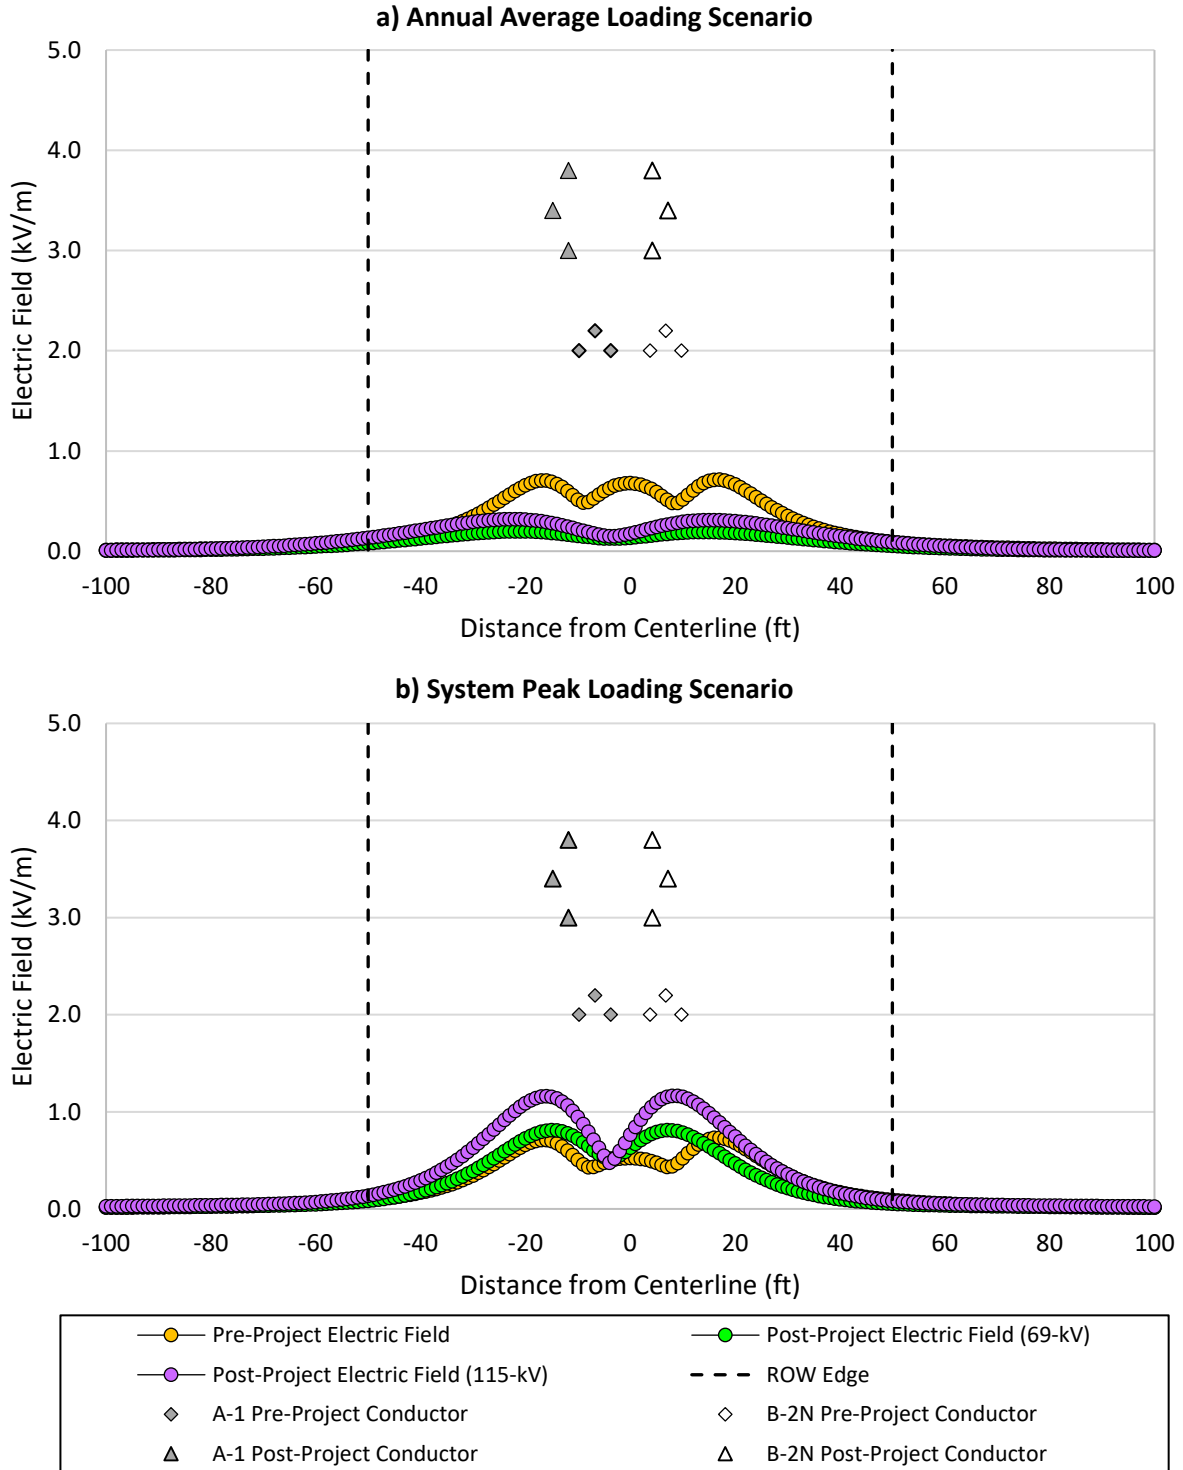 a) Annual Average Loading Scenario
5.0
4.0
3.0
2.0
1.0
0.0
Electric Field (kV/m)
-100 -80 -60 -40 -20 0 20 40 60 80 100
Distance from Centerline (ft)
b) System Peak Loading Scenario
5.0
4.0
3.0
2.0
1.0
0.0
Electric Field (kV/m)
-100 -80 -60 -40 -20 0 20 40 60 80 100
Distance from Centerline (ft)
Pre-Project Electric Field Post-Project Electric Field (69-kV)
Post-Project Electric Field (115-kV) ROW Edge
A-1 Pre-Project Conductor B-2N Pre-Project Conductor
A-1 Post-Project Conductor B-2N Post-Project Conductor